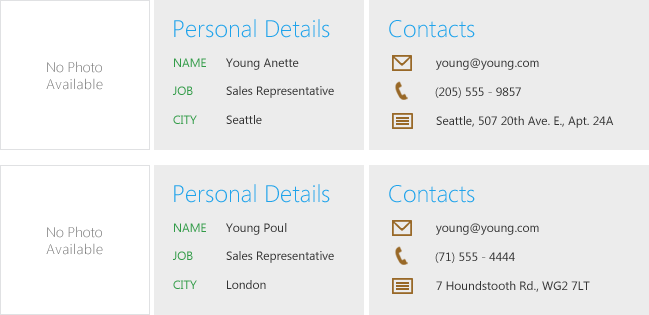 No Photo
Available
Personal Details
NAME Young Anette
JOB Sales Representative
CITY Seattle
Contacts
young@young.com
(205) 555 - 9857
Seattle, 507 20th Ave. E., Apt. 24A
No Photo
Available
Personal Details
NAME Young Poul
JOB Sales Representative
CITY London
Contacts
young@young.com
(71) 555 - 4444
7 Houndstooth Rd., WG2 7LT